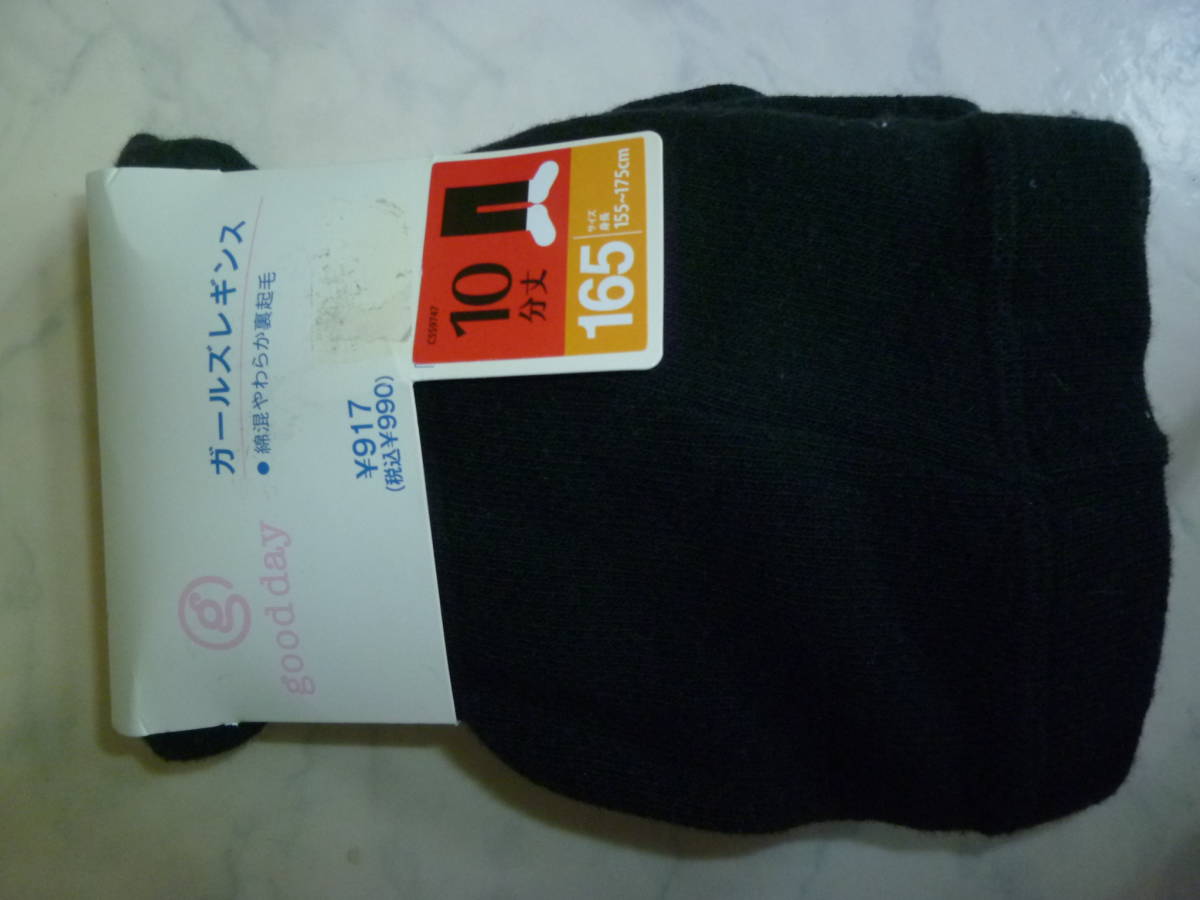 g
good day
ガールズレギンス
● 綿混やわらか裏起毛
¥917
(税込¥990)
CSS9747
10
分丈
165
サイズ
身長
155~175cm